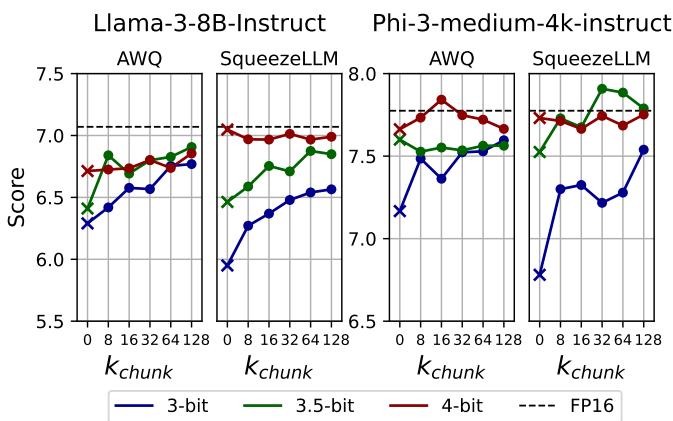 Llama-3-8B-Instruct Phi-3-medium-4k-instruct
AWQ SqueezeLLM AWQ SqueezeLLM
7.5 8.0
7.0 7.5
6.5
6.0 7.0
5.5 6.5
Score
0 8 16 32 64 128 0 8 16 32 64 128 0 8 16 32 64 128 0 8 16 32 64 128
k_chunk k_chunk k_chunk k_chunk
3-bit 3.5-bit 4-bit FP16